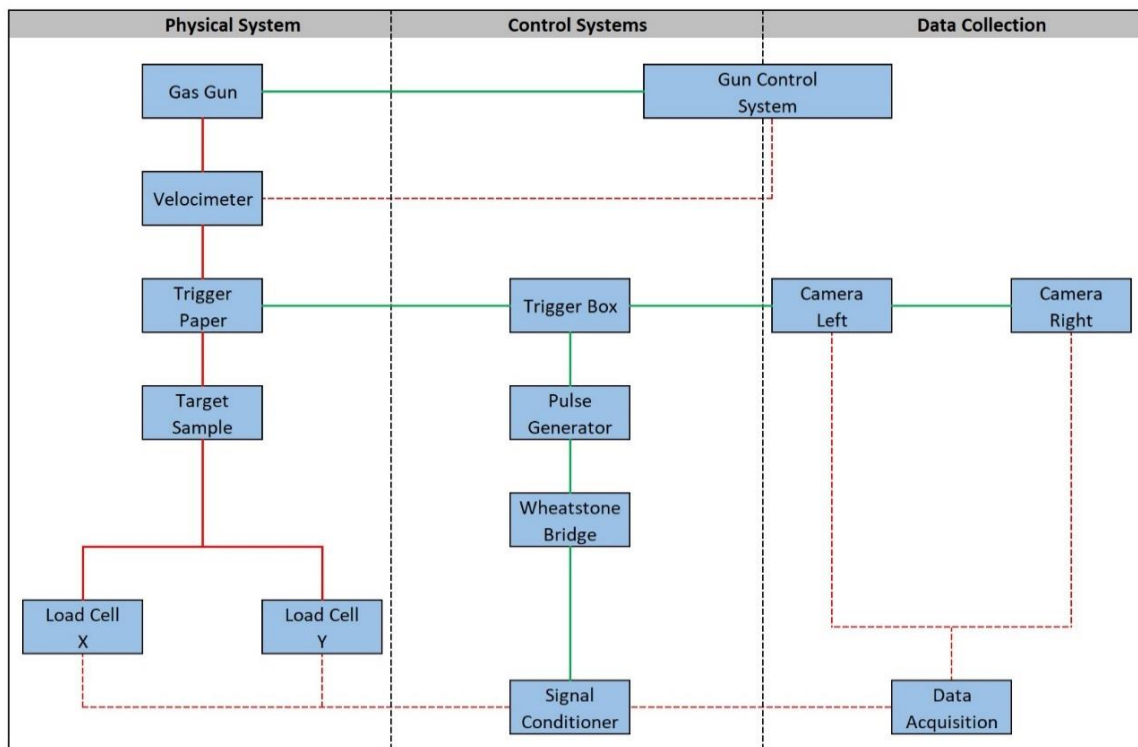 Physical System
Control Systems
Data Collection
Gas Gun
Gun Control
System
Velocimeter
Trigger
Paper
Trigger Box
Camera
Left
Camera
Right
Target
Sample
Pulse
Generator
Wheatstone
Bridge
Load Cell
X
Load Cell
Y
Signal
Conditioner
Data
Acquisition